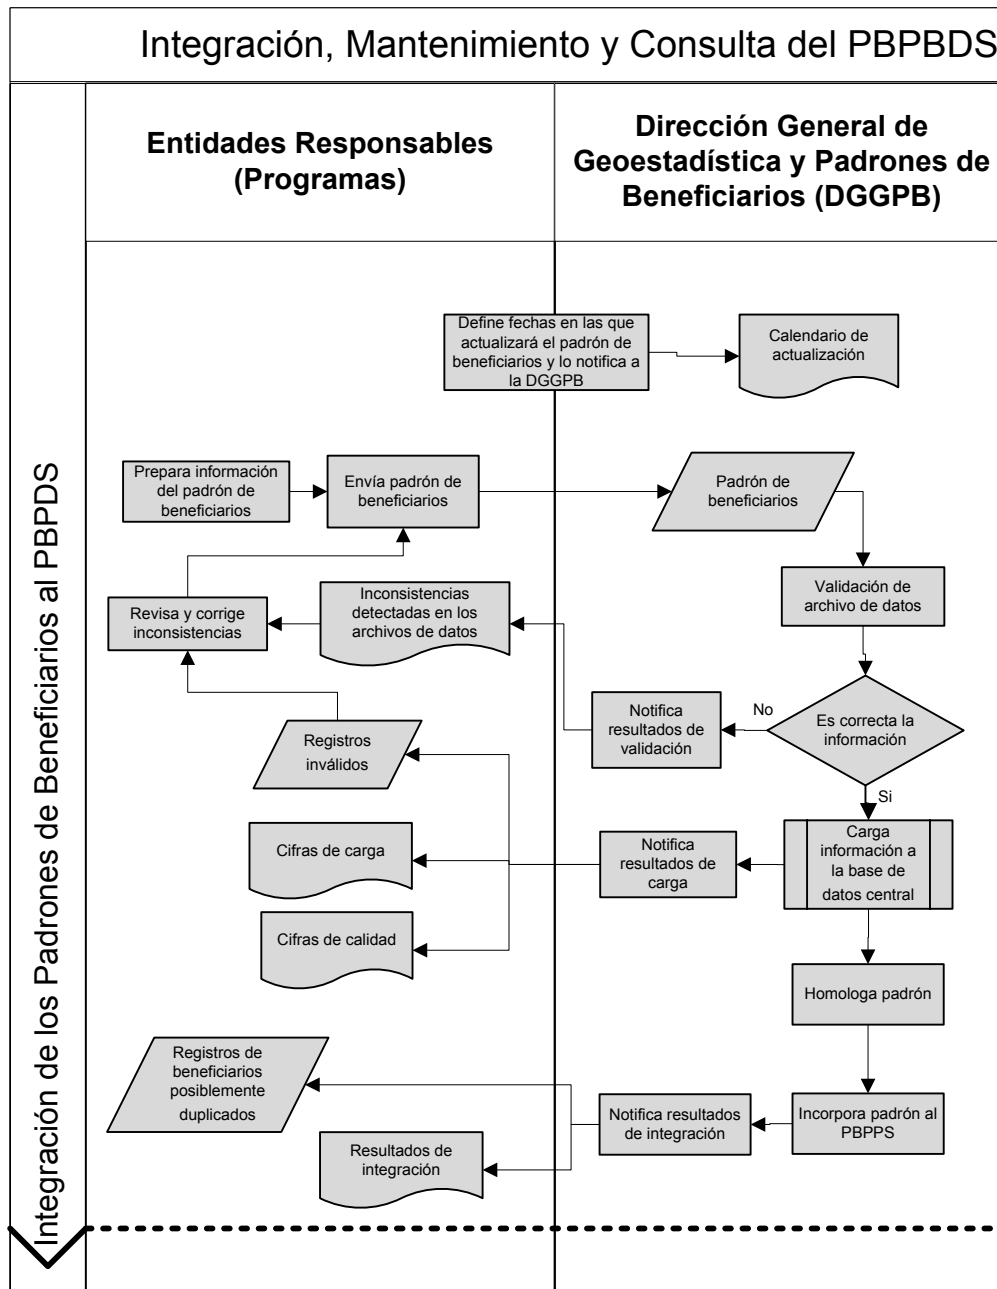 Integración, Mantenimiento y Consulta del PBPBDS
Entidades Responsables
(Programas)
Dirección General de
Geoestadística y Padrones de
Beneficiarios (DGGPB)
Integración de los Padrones de Beneficiarios al PBPDS
Define fechas en las que
actualizará el padrón de
beneficiarios y lo notifica a
la DGGPB
Calendario de
actualización
Prepara información
del padrón de
beneficiarios
Envía padrón de
beneficiarios
Padrón de
beneficiarios
Validación de
archivo de datos
Revisa y corrige
inconsistencias
Inconsistencias
detectadas en los
archivos de datos
Notifica
resultados de
validación
No
Es correcta la
información
Si
Registros
inválidos
Cifras de carga
Notifica
resultados de
carga
Carga
información a
la base de
datos central
Cifras de calidad
Homologa padrón
Registros de
beneficiarios
posiblemente
duplicados
Notifica resultados
de integración
Incorpora padrón al
PBPPS
Resultados de
integración